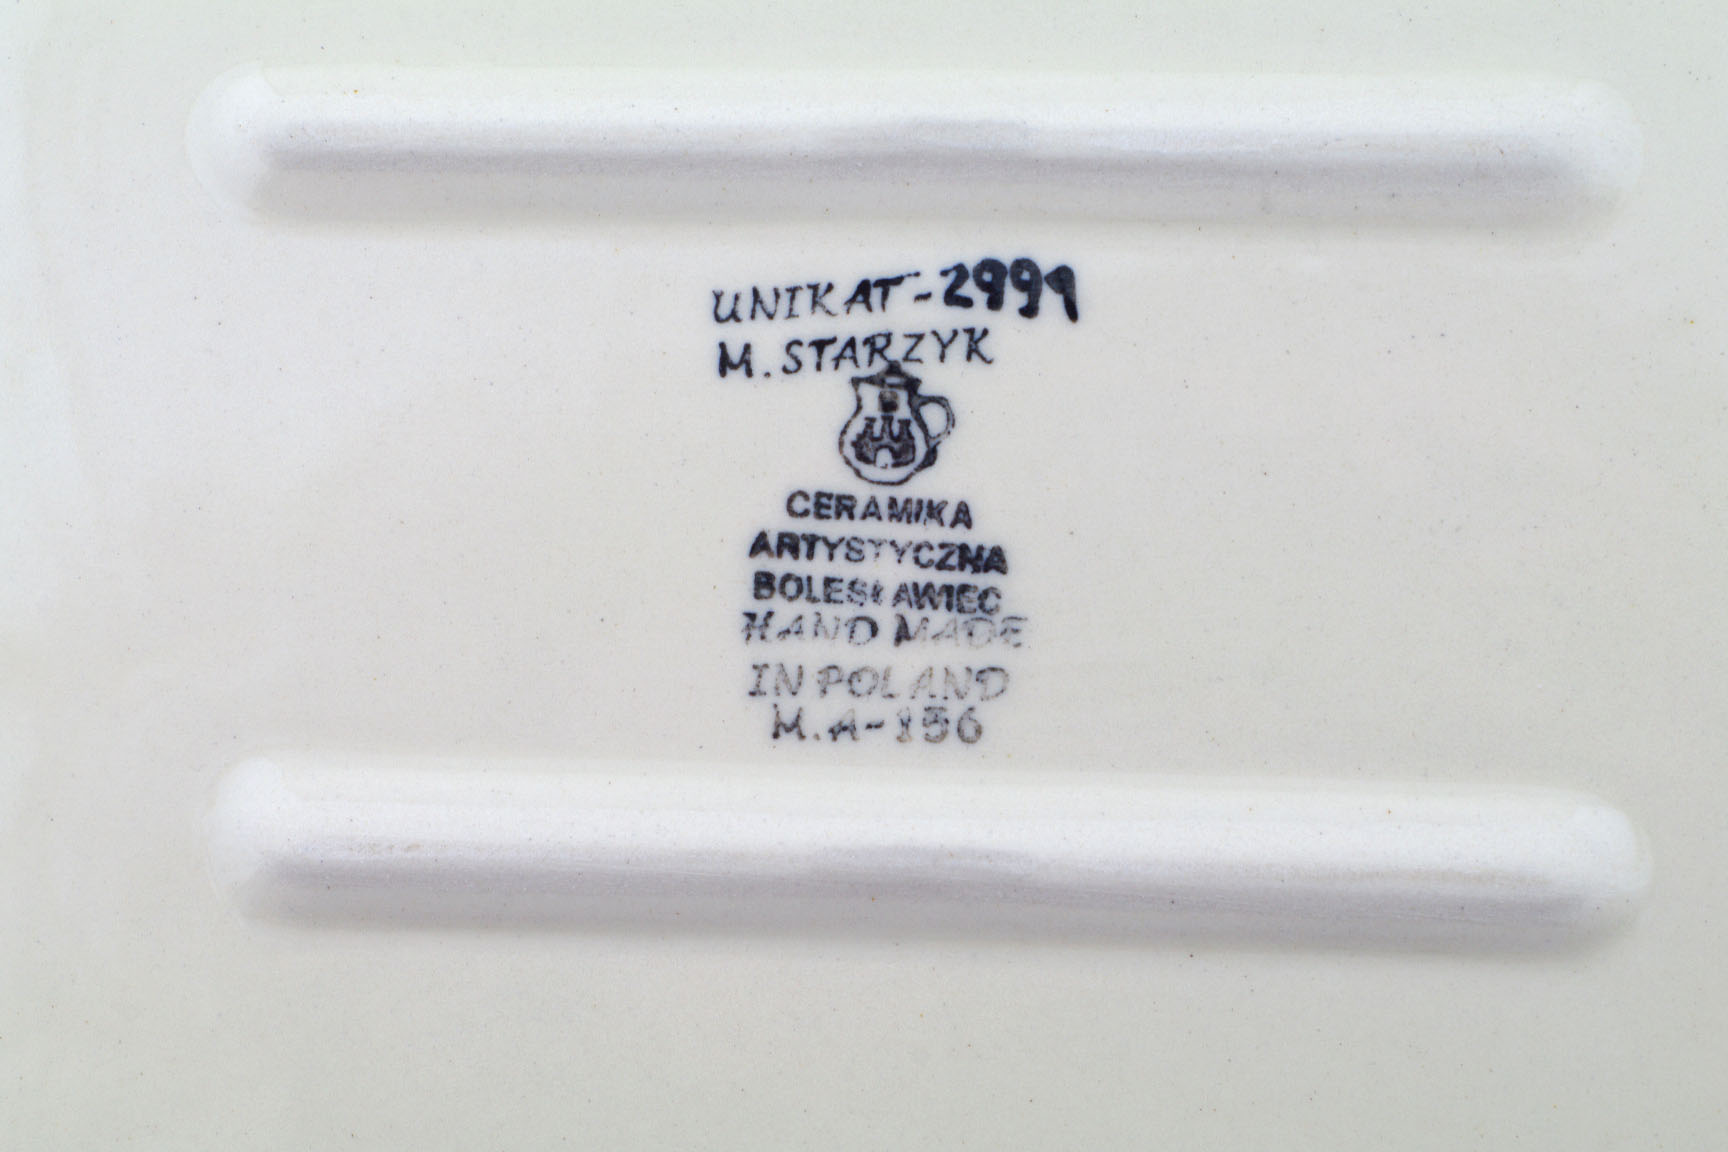 UNIKAT-2991
M. STARZYK
CERAMIKA
ARTYSTYCZNA
BOLESŁAWIEC
HAND MADE
IN POLAND
M.A-156